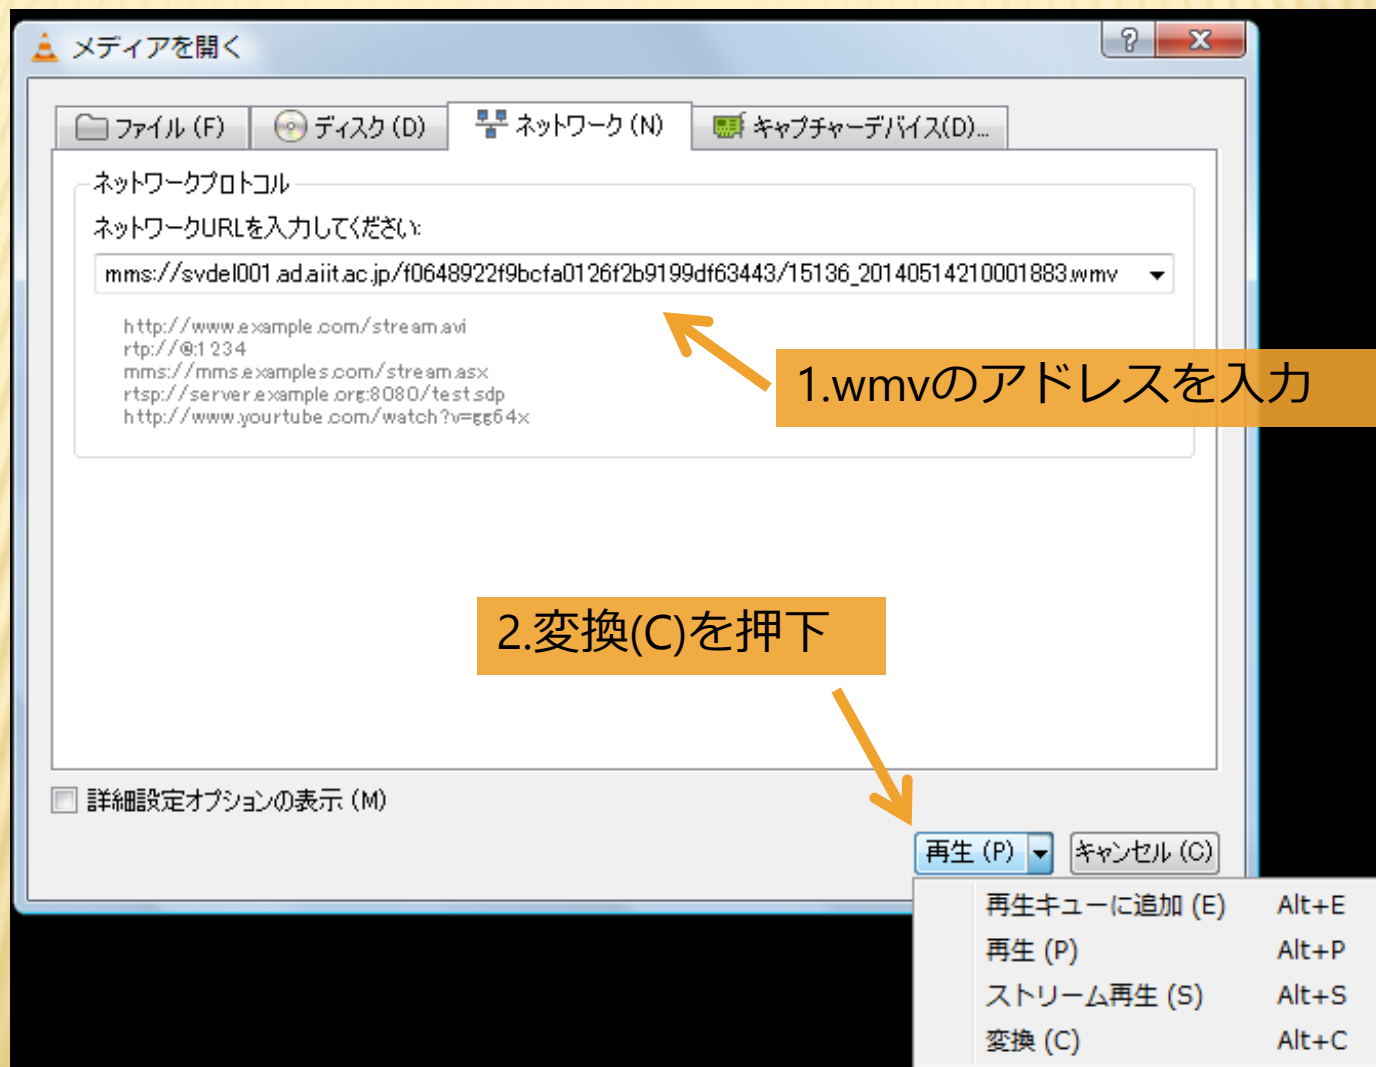 メディアを開く
ファイル (F)
ディスク (D)
ネットワーク (N)
キャプチャーデバイス(D)...
ネットワークプロトコル
ネットワークURLを入力してください:
mms://svdel001.ad.aiit.ac.jp/f0648922f9bcfa0126f2b9199df63443/15136_20140514210001883.wmv
http://www.example.com/stream.avi
rtp://@:1234
mms://mms.examples.com/stream.asx
rtsp://server.example.org:8080/test.sdp
http://www.yourtube.com/watch?v=gg64x
1.wmvのアドレスを入力
2.変換(C)を押下
詳細設定オプションの表示 (M)
再生 (P)
キャンセル (C)
再生キューに追加 (E) Alt+E
再生 (P) Alt+P
ストリーム再生 (S) Alt+S
変換 (C) Alt+C